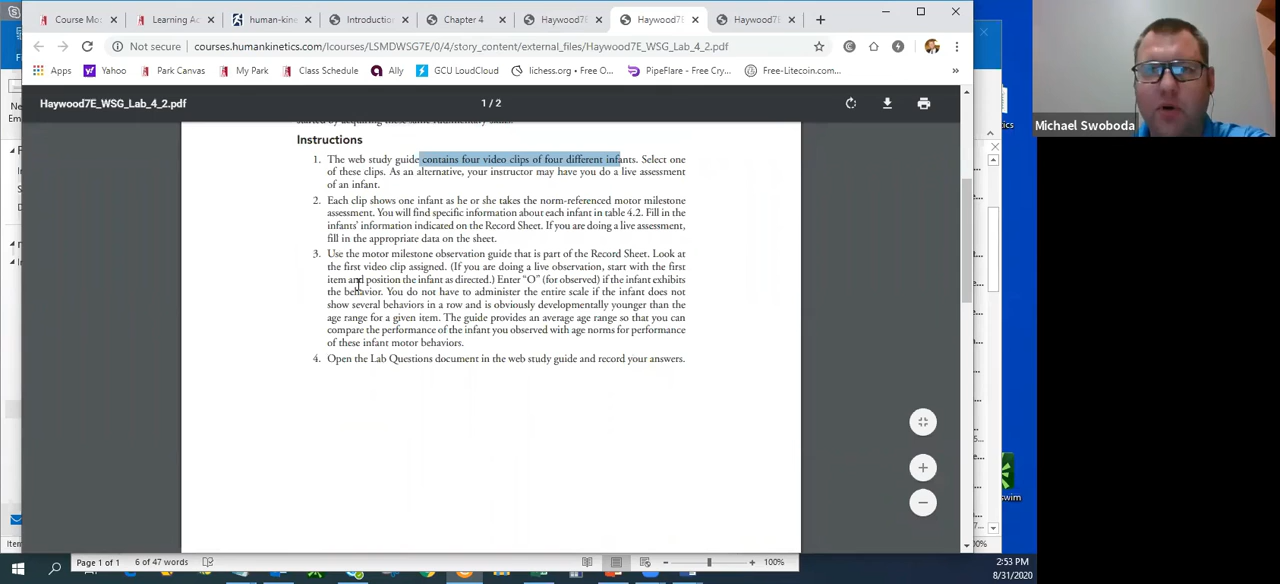 Course Mo
Learning Ac
human-kine
Introduction
Chapter 4
Haywood7E
Haywood7E
Haywood7E
Not secure
courses.humankinetics.com/lcourses/LSMDWSG7E/0/4/story_content/external_files/Haywood7E_WSG_Lab_4_2.pdf
Apps
Yahoo
Park Canvas
My Park
Class Schedule
Ally
GCU LoudCloud
lichess.org • Free O...
PipeFlare - Free Cry...
Free-Litecoin.com...
Haywood7E_WSG_Lab_4_2.pdf
1 / 2
Michael Swoboda
Instructions
1. The web study guide contains four video clips of four different infants. Select one
of these clips. As an alternative, your instructor may have you do a live assessment
of an infant.
2. Each clip shows one infant as he or she takes the norm-referenced motor milestone
assessment. You will find specific information about each infant in table 4.2. Fill in the
infants' information indicated on the Record Sheet. If you are doing a live assessment,
fill in the appropriate data on the sheet.
3. Use the motor milestone observation guide that is part of the Record Sheet. Look at
the first video clip assigned. (If you are doing a live observation, start with the first
item and position the infant as directed.) Enter "O" (for observed) if the infant exhibits
the behavior. You do not have to administer the entire scale if the infant does not
show several behaviors in a row and is obviously developmentally younger than the
age range for a given item. The guide provides an average age range so that you can
compare the performance of the infant you observed with age norms for performance
of these infant motor behaviors.
4. Open the Lab Questions document in the web study guide and record your answers.
Page 1 of 1
6 of 47 words
100%
2:53 PM
8/31/2020